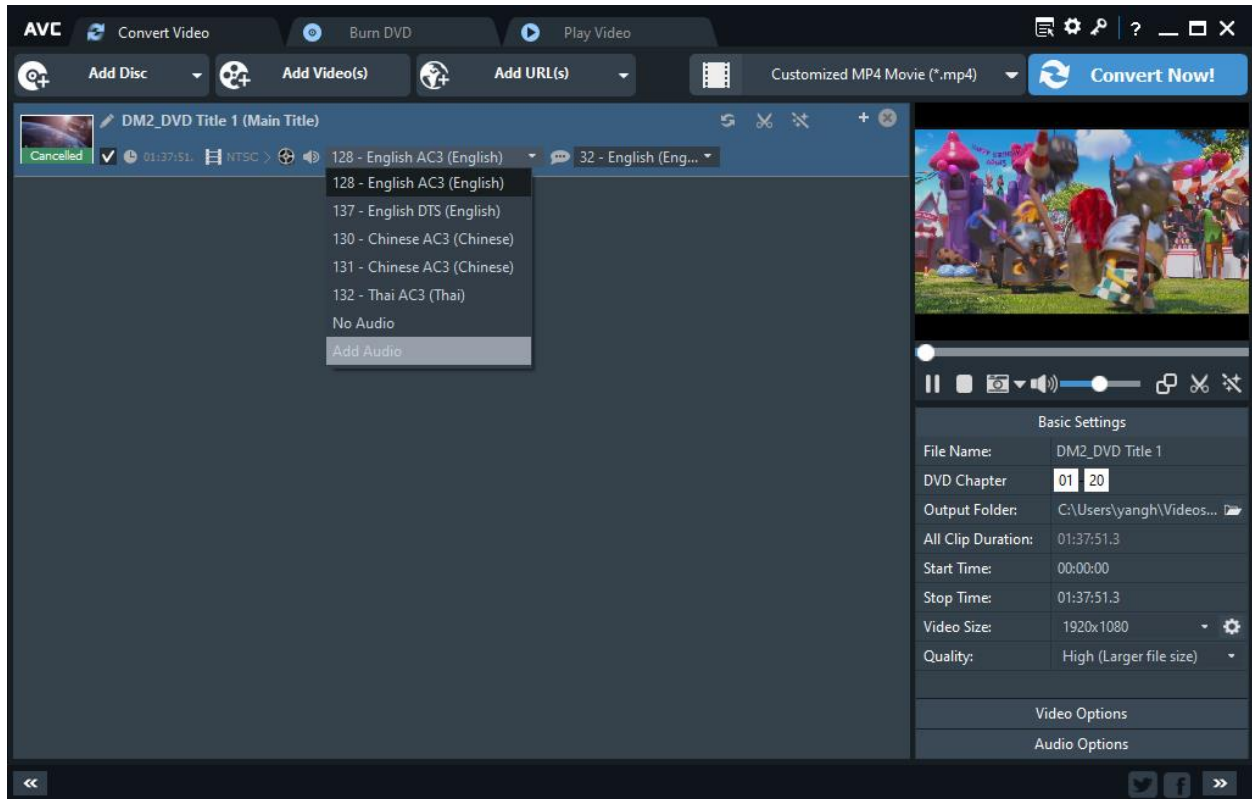 AVC Convert Video Burn DVD Play Video ?
Add Disc Add Video(s) Add URL(s) Customized MP4 Movie (*.mp4) Convert Now!
DM2_DVD Title 1 (Main Title)
Cancelled 01:37:51. NTSC 128 - English AC3 (English) 32 - English (Eng...
128 - English AC3 (English)
137 - English DTS (English)
130 - Chinese AC3 (Chinese)
131 - Chinese AC3 (Chinese)
132 - Thai AC3 (Thai)
No Audio
Add Audio
Basic Settings
File Name: DM2_DVD Title 1
DVD Chapter 01 - 20
Output Folder: C:\Users\yangh\Videos...
All Clip Duration: 01:37:51.3
Start Time: 00:00:00
Stop Time: 01:37:51.3
Video Size: 1920x1080
Quality: High (Larger file size)
Video Options
Audio Options